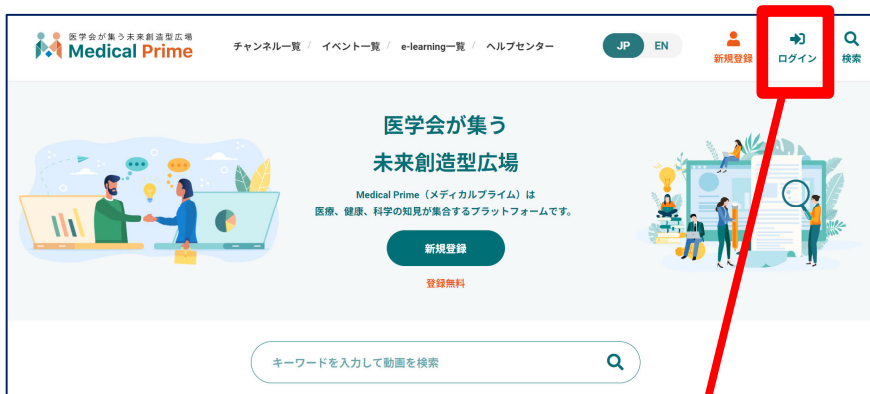 医学会が集う未来創造型広場
Medical Prime
チャンネル一覧 / イベント一覧 / e-learning一覧 / ヘルプセンター
JP EN
新規登録
ログイン
検索
医学会が集う
未来創造型広場
Medical Prime（メディカルプライム）は
医療、健康、科学の知見が集合するプラットフォームです。
新規登録
登録無料
キーワードを入力して動画を検索